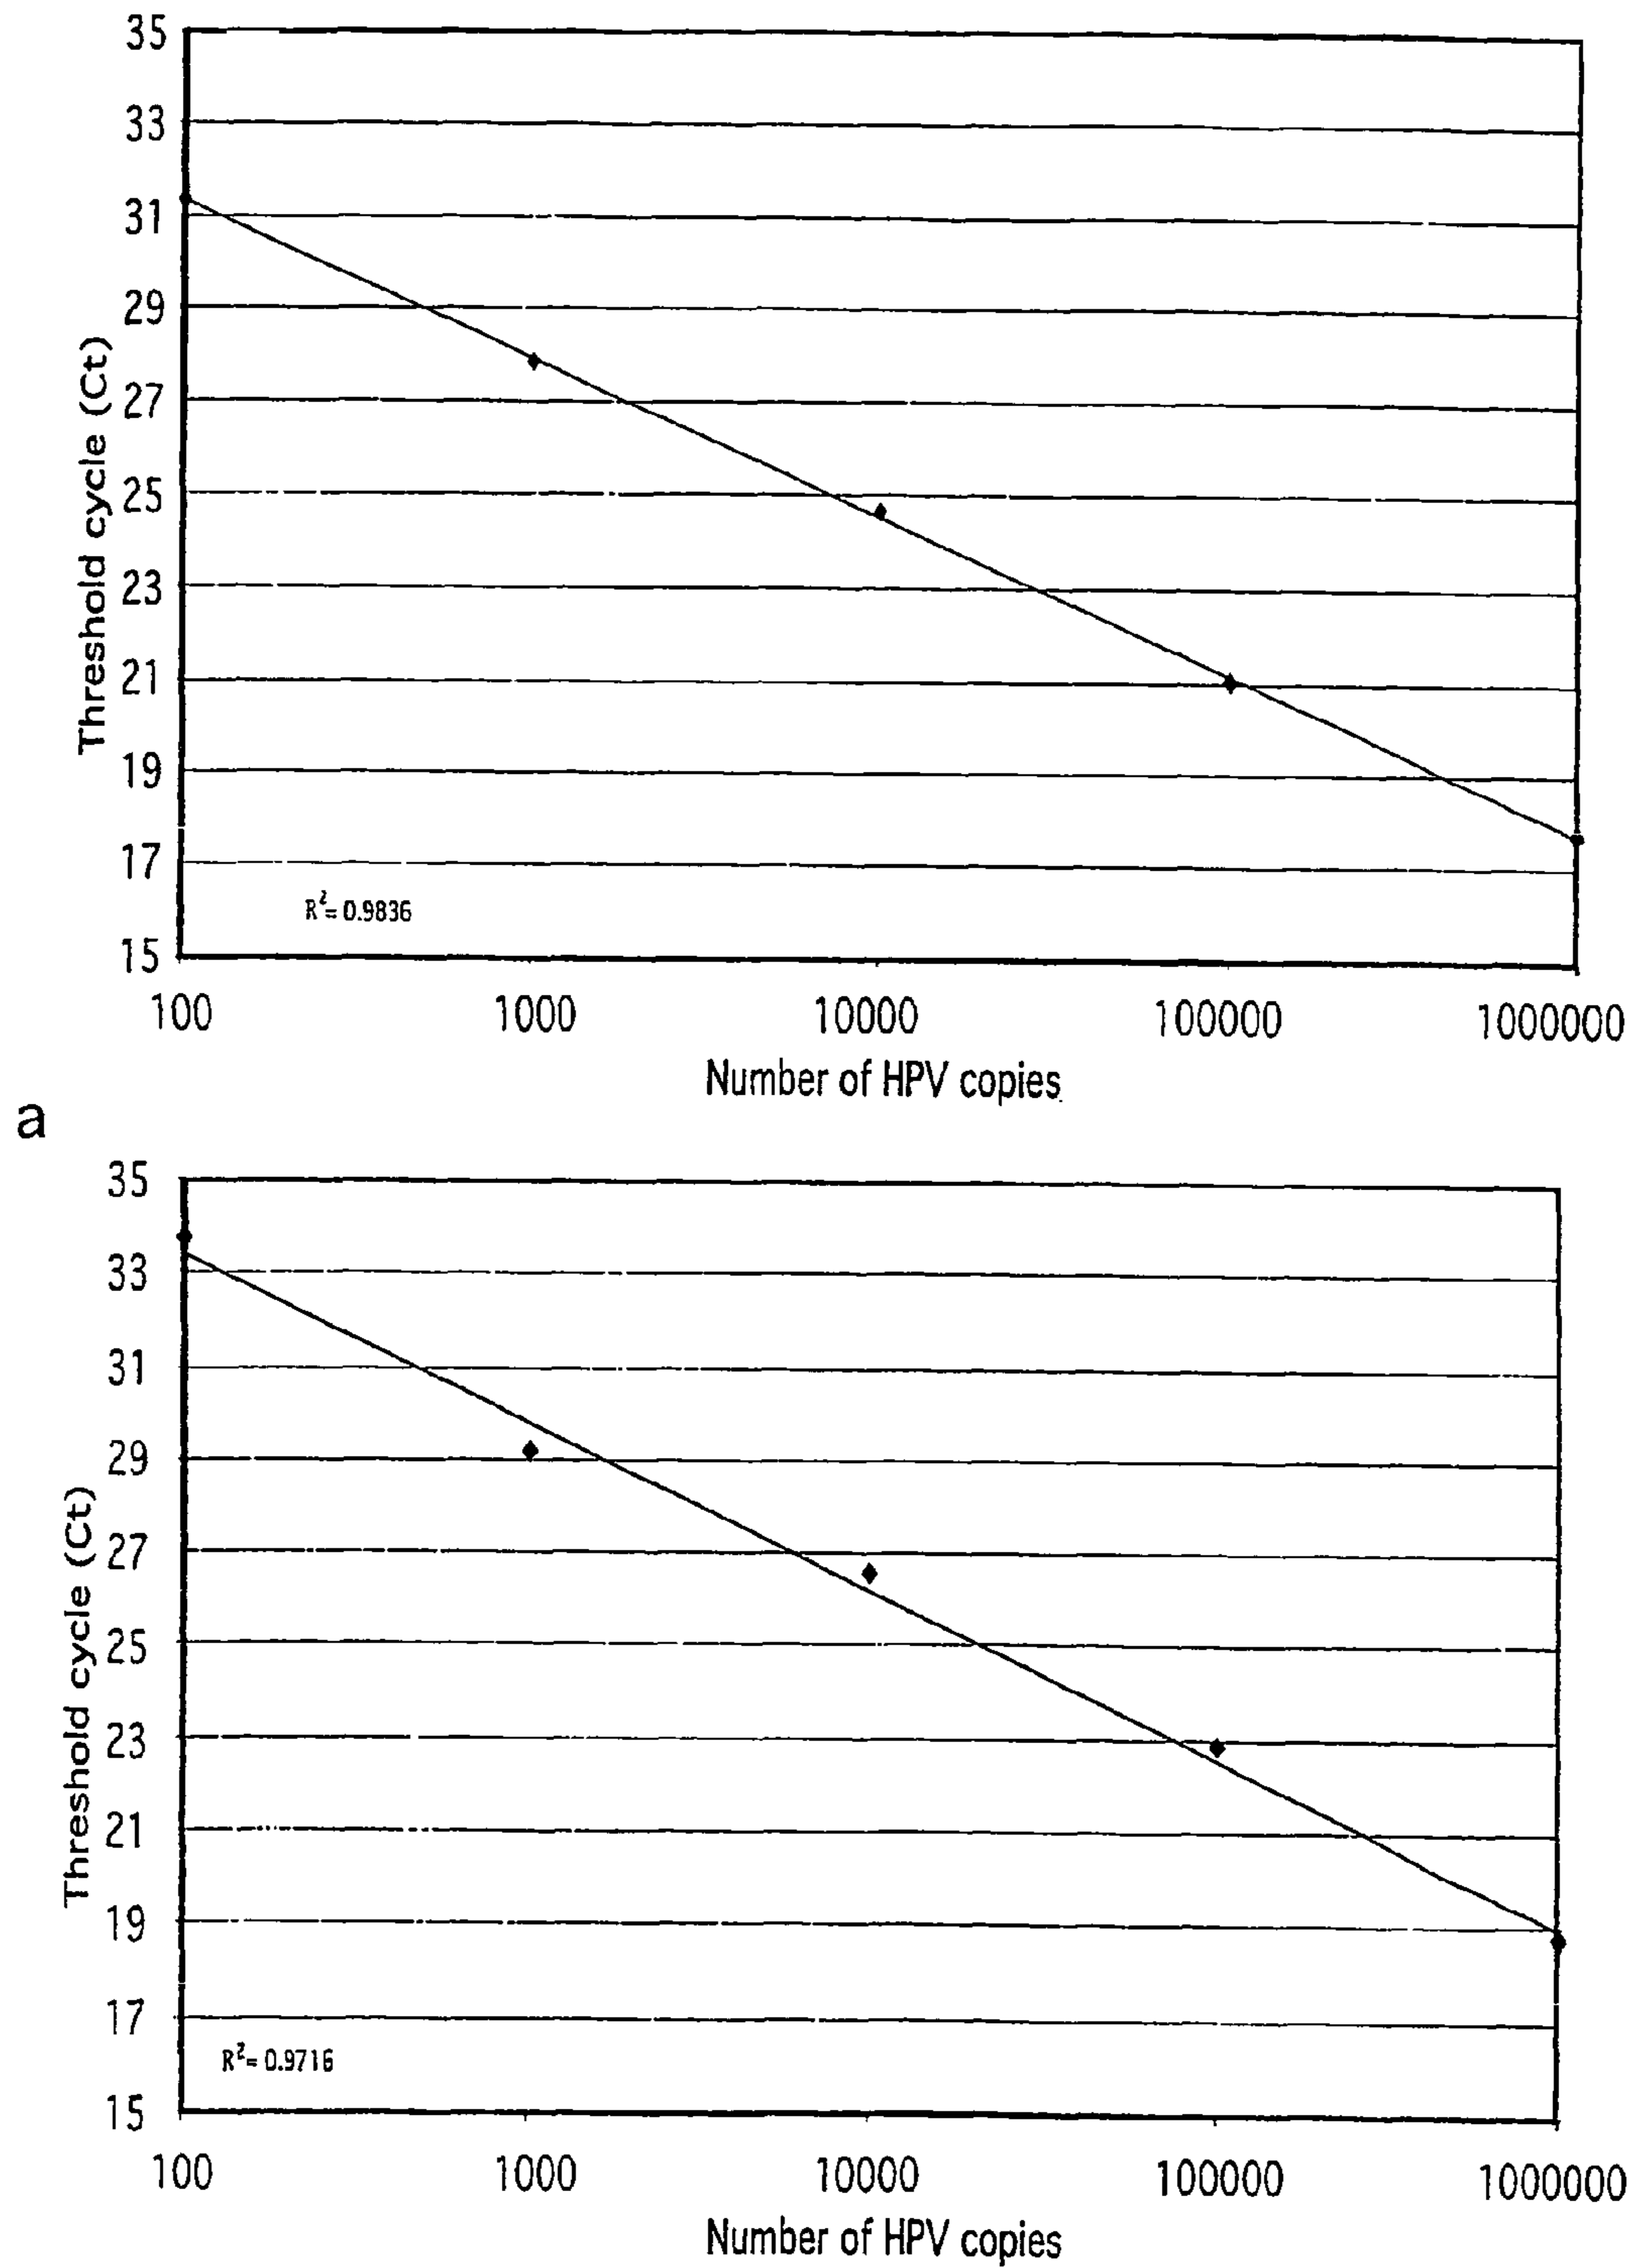 35
33
31
29
27
25
23
21
19
17
15
Threshold cycle (Ct)
R²= 0.9836
100 1000 10000 100000 1000000
Number of HPV copies
a
35
33
31
29
27
25
23
21
19
17
15
Threshold cycle (Ct)
R²= 0.9716
100 1000 10000 100000 1000000
Number of HPV copies